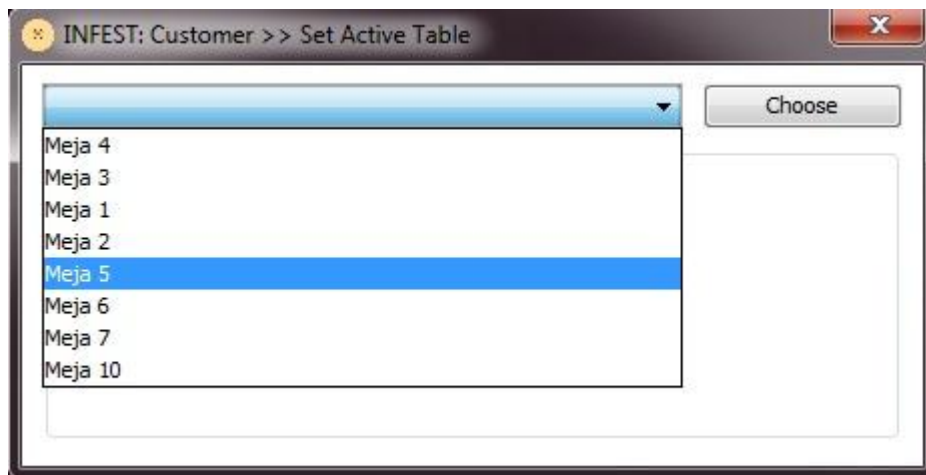 INFEST: Customer >> Set Active Table
Choose
Meja 4
Meja 3
Meja 1
Meja 2
Meja 5
Meja 6
Meja 7
Meja 10